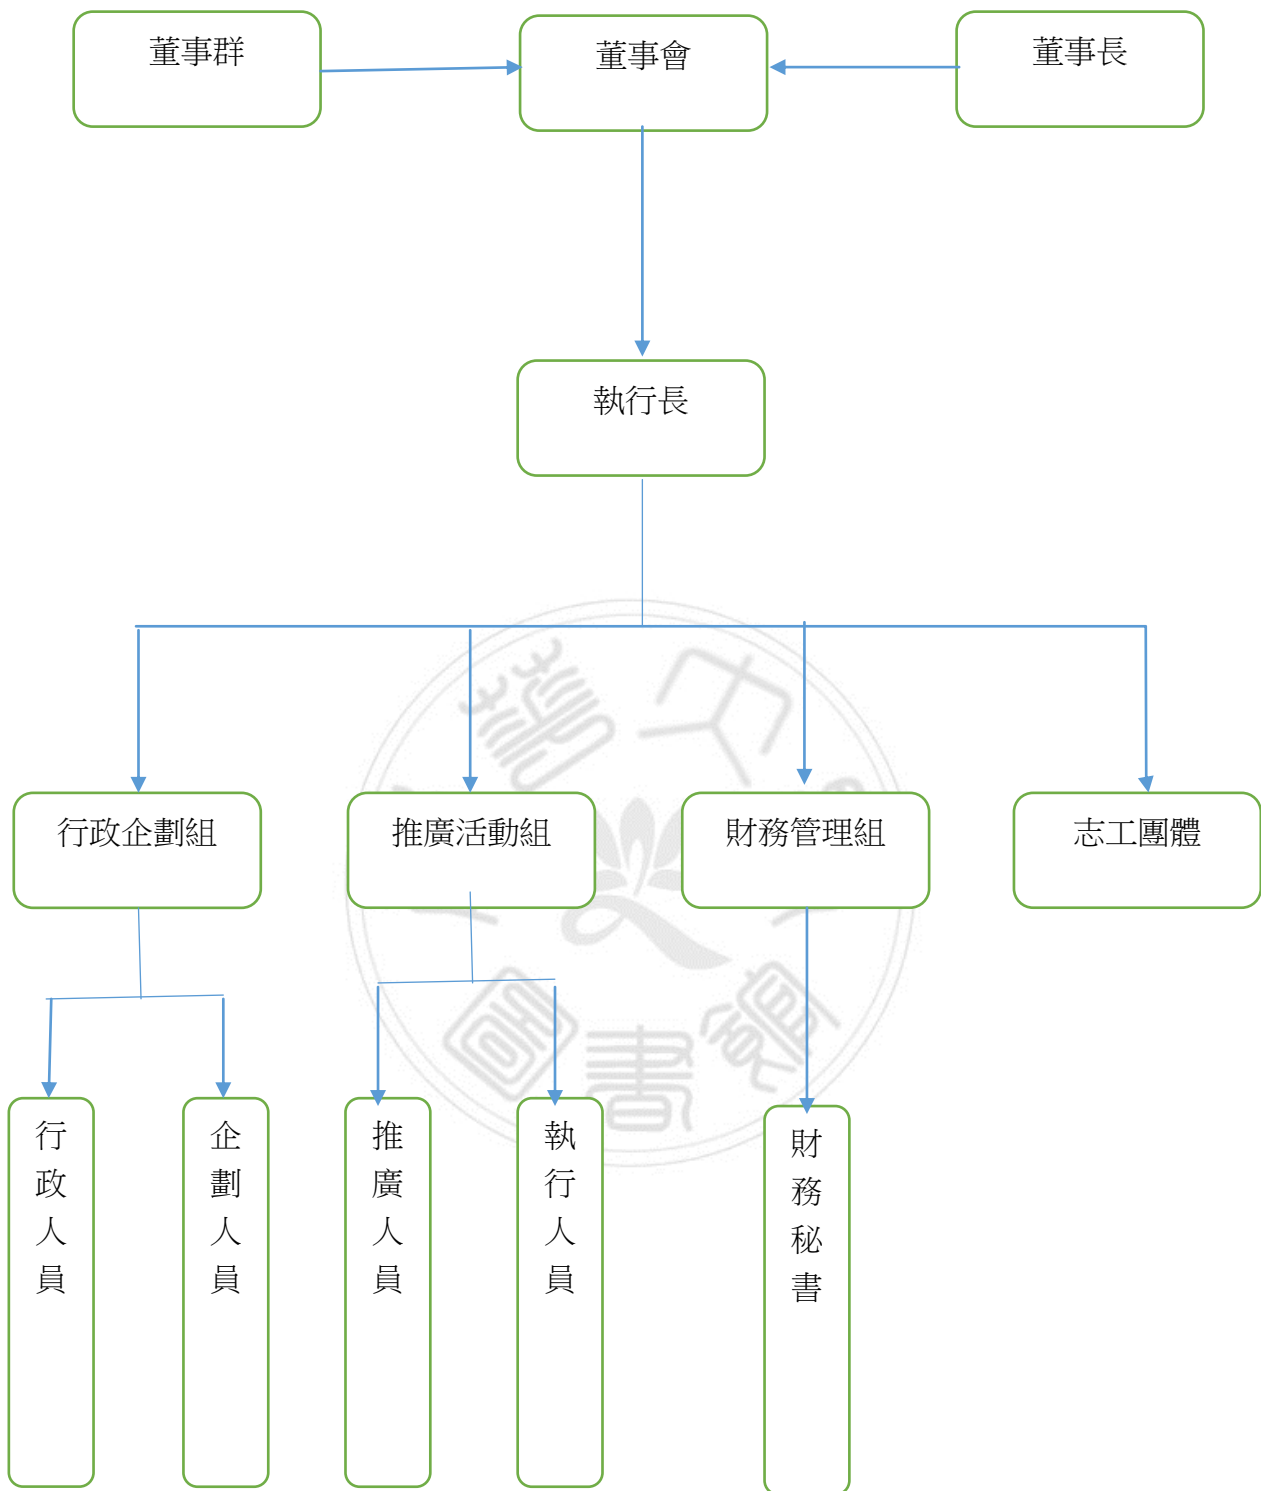 董事群
董事會
董事長
執行長
行政企劃組
推廣活動組
財務管理組
志工團體
行政人員
企劃人員
推廣人員
執行人員
財務秘書